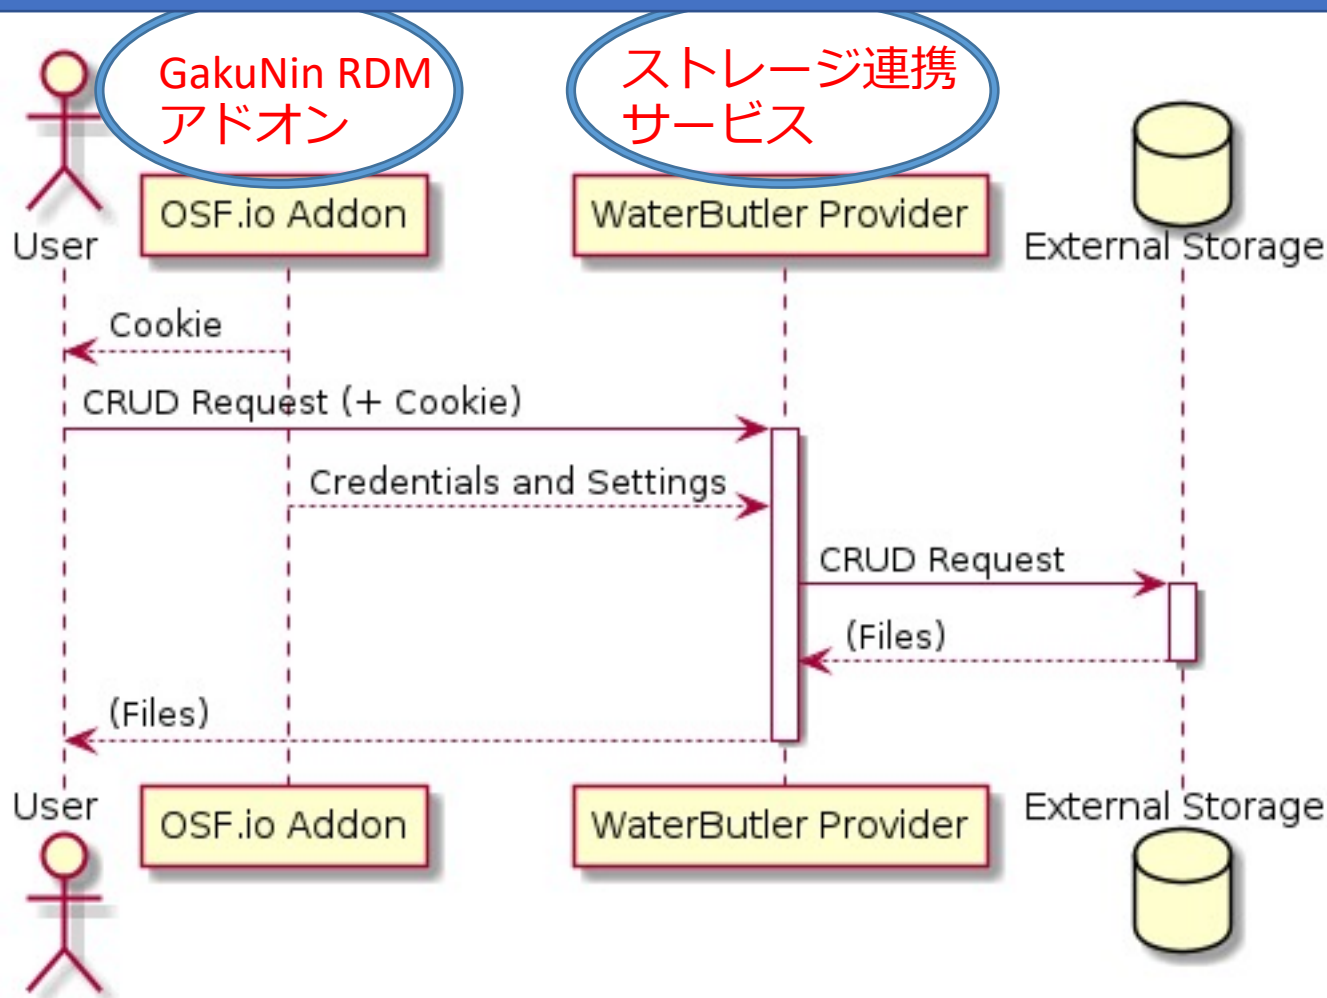 GakuNin RDM
アドオン
ストレージ連携
サービス
User
OSF.io Addon
WaterButler Provider
External Storage
Cookie
CRUD Request (+ Cookie)
Credentials and Settings
CRUD Request
(Files)
(Files)
User
OSF.io Addon
WaterButler Provider
External Storage